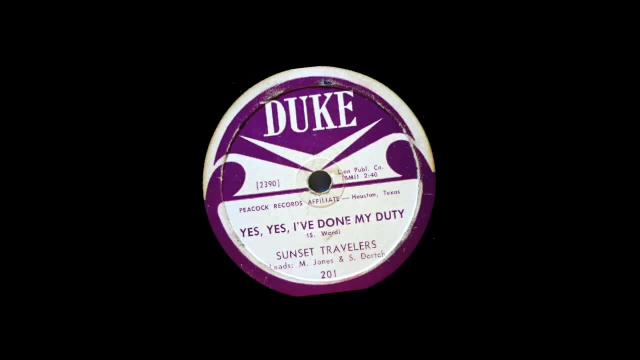 DUKE
Lion Publ. Co.
[2390]
(BMI) 2:40
PEACOCK RECORDS AFFILIATE — Houston, Texas
YES, YES, I'VE DONE MY DUTY
(S. Ward)
SUNSET TRAVELERS
Leads: M. Jones & S. Dortch
201